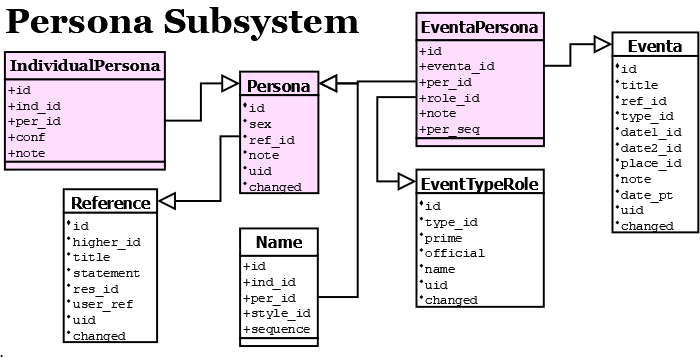 Persona Subsystem
IndividualPersona
+id
+ind_id
+per_id
+conf
+note
Persona
id
sex
ref_id
note
uid
changed
EventaPersona
+id
+eventa_id
+per_id
+role_id
+note
+per_seq
Eventa
id
title
ref_id
type_id
date1_id
date2_id
place_id
note
date_pt
uid
changed
Reference
id
higher_id
title
statement
res_id
user_ref
uid
changed
Name
+id
+ind_id
+per_id
+style_id
+sequence
EventTypeRole
id
type_id
prime
official
name
uid
changed